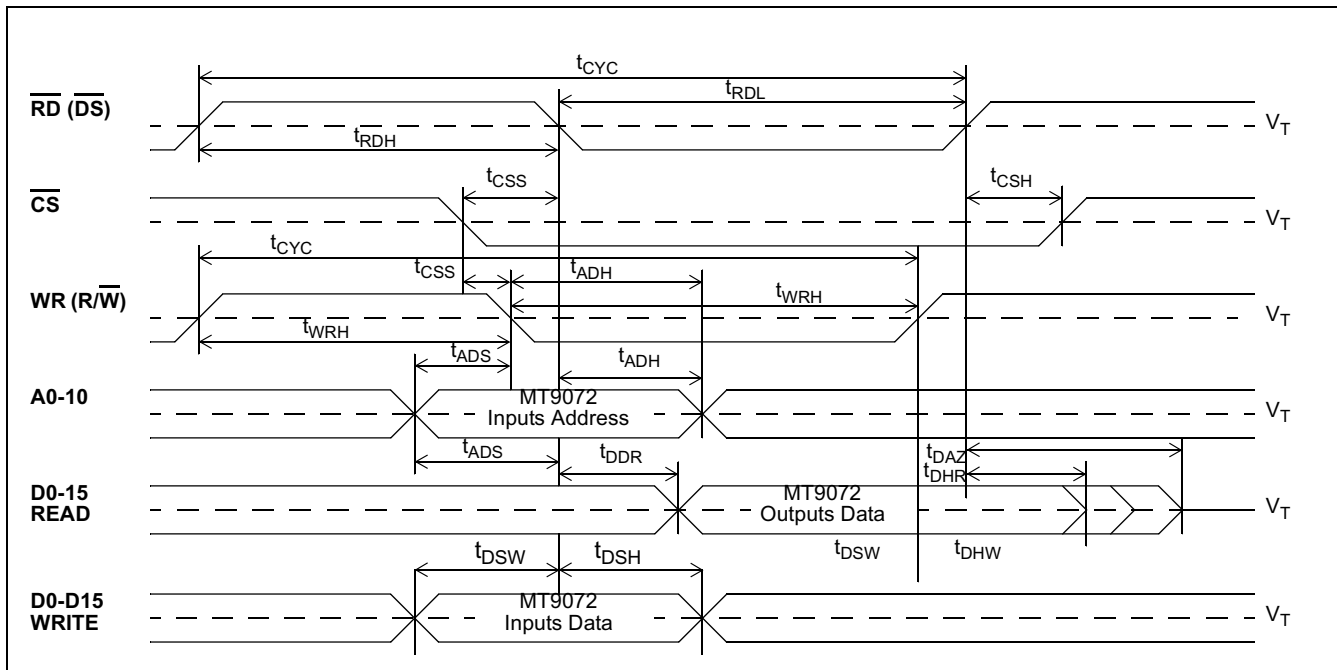 tCYC
RD (DS)
tRDL
VT
tRDH
tCSS
tCSH
CS
VT
tCYC
tCSS
tADH
WR (R/W)
tWRH
VT
tWRH
tADS
tADH
A0-10
MT9072
Inputs Address
VT
tADS
tDDR
tDAZ
tDHR
D0-15
READ
MT9072
Outputs Data
VT
tDSW
tDHW
tDSW
tDSH
D0-D15
WRITE
MT9072
Inputs Data
VT